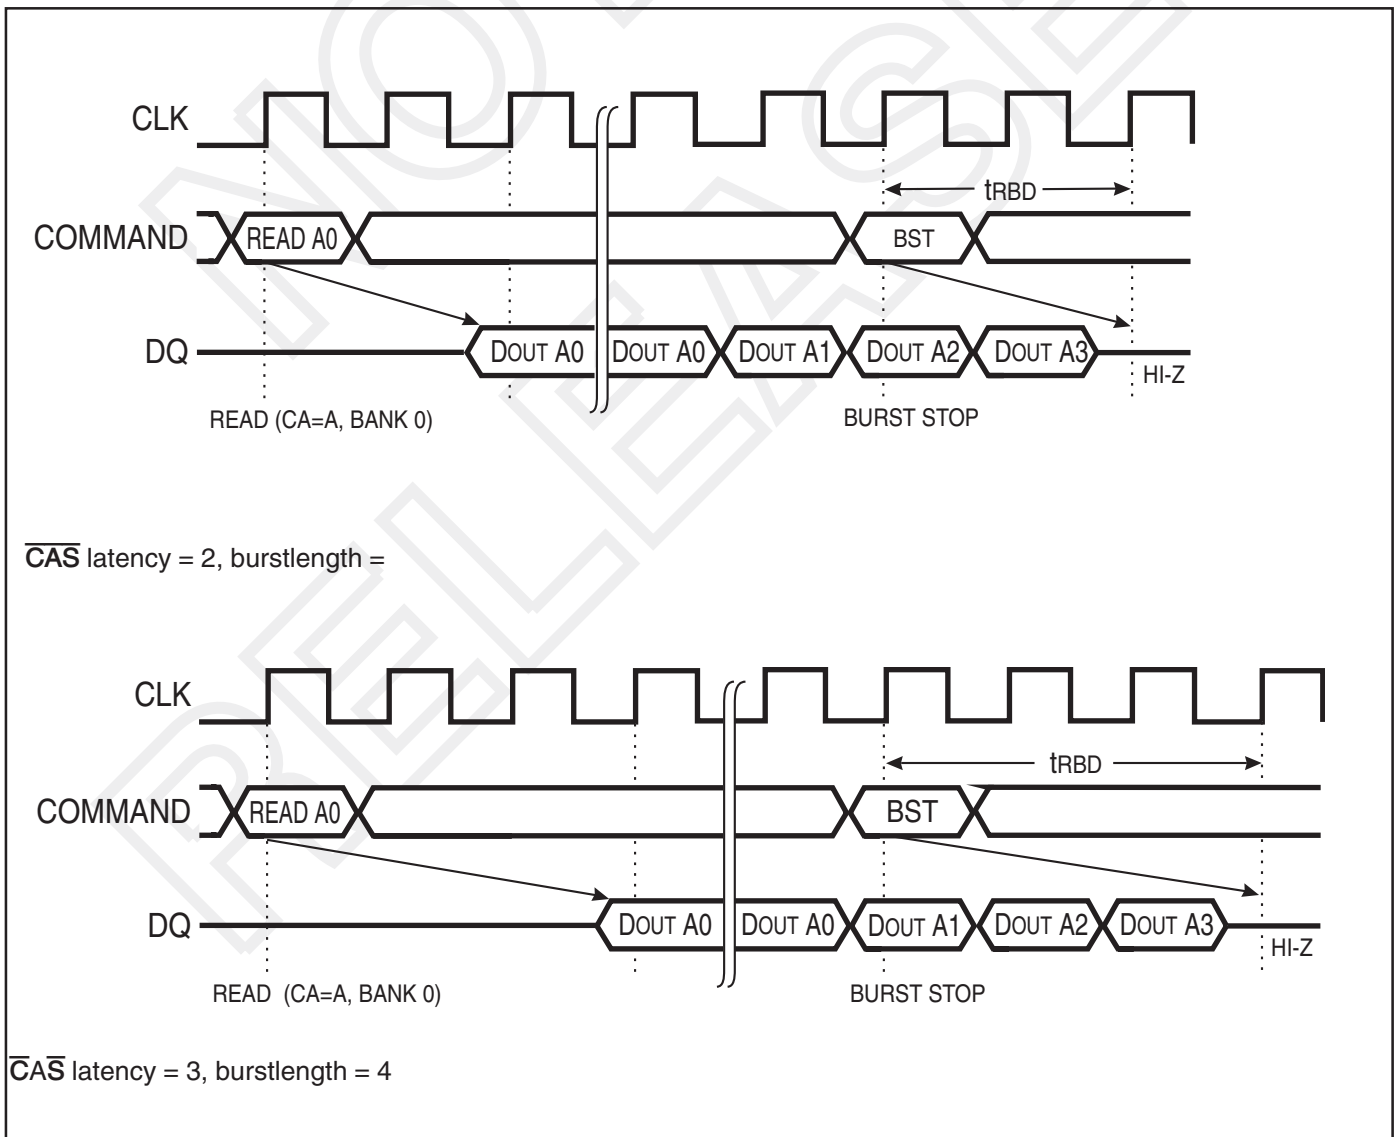 CLK
tRBD
COMMAND READ A0 BST
DQ DOUT A0 DOUT A0 DOUT A1 DOUT A2 DOUT A3 HI-Z
READ (CA=A, BANK 0) BURST STOP
CAS latency = 2, burstlength =
CLK
tRBD
COMMAND READ A0 BST
DQ DOUT A0 DOUT A0 DOUT A1 DOUT A2 DOUT A3 HI-Z
READ (CA=A, BANK 0) BURST STOP
CAS latency = 3, burstlength = 4
RELEASE